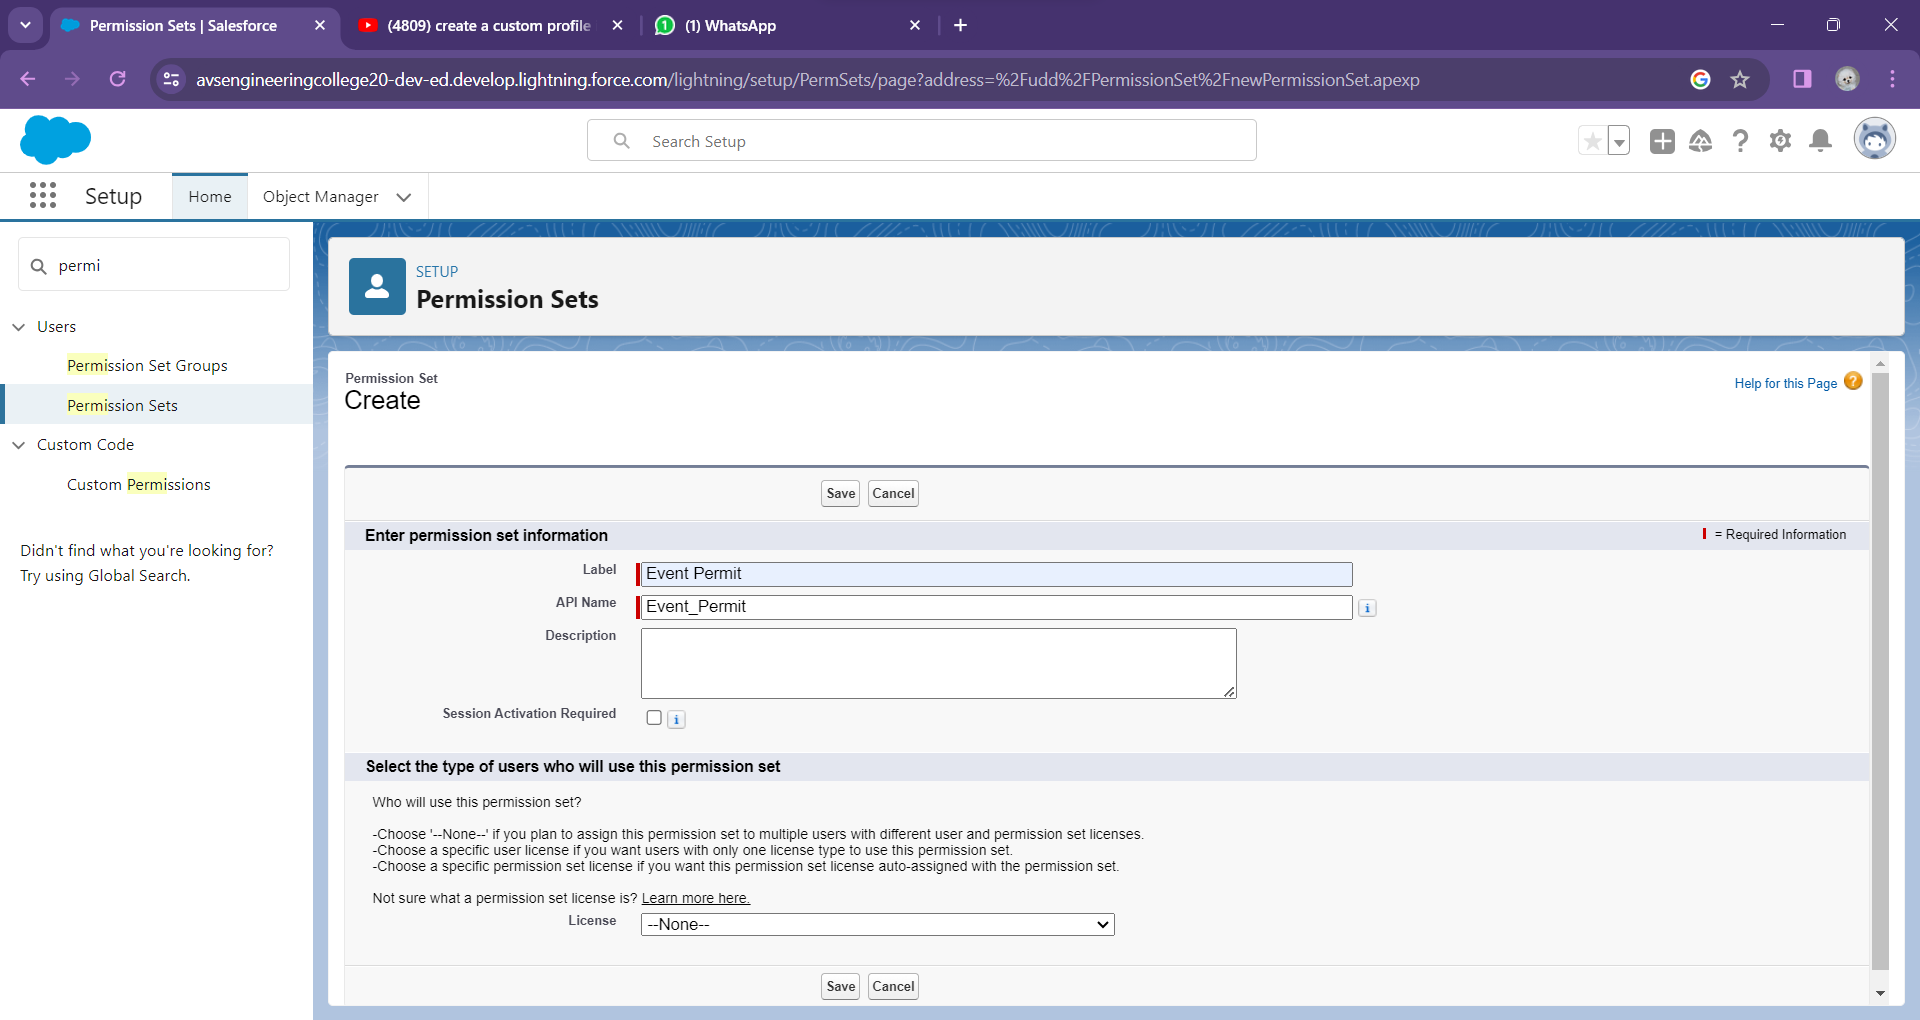 Permission Sets | Salesforce
(4809) create a custom profile
1
(1) WhatsApp
avsengineeringcollege20-dev-ed.develop.lightning.force.com/lightning/setup/PermSets/page?address=%2Fudd%2FPermissionSet%2FnewPermissionSet.apexp
Search Setup
Setup
Home
Object Manager
permi
Users
Permission Set Groups
Permission Sets
Custom Code
Custom Permissions
Didn't find what you're looking for?
Try using Global Search.
SETUP
Permission Sets
Permission Set
Create
Help for this Page
Save Cancel
Enter permission set information
= Required Information
Label
Event Permit
API Name
Event_Permit
Description
Session Activation Required
Select the type of users who will use this permission set
Who will use this permission set?
-Choose '--None--' if you plan to assign this permission set to multiple users with different user and permission set licenses.
-Choose a specific user license if you want users with only one license type to use this permission set.
-Choose a specific permission set license if you want this permission set license auto-assigned with the permission set.
Not sure what a permission set license is? Learn more here.
License
--None--
Save Cancel